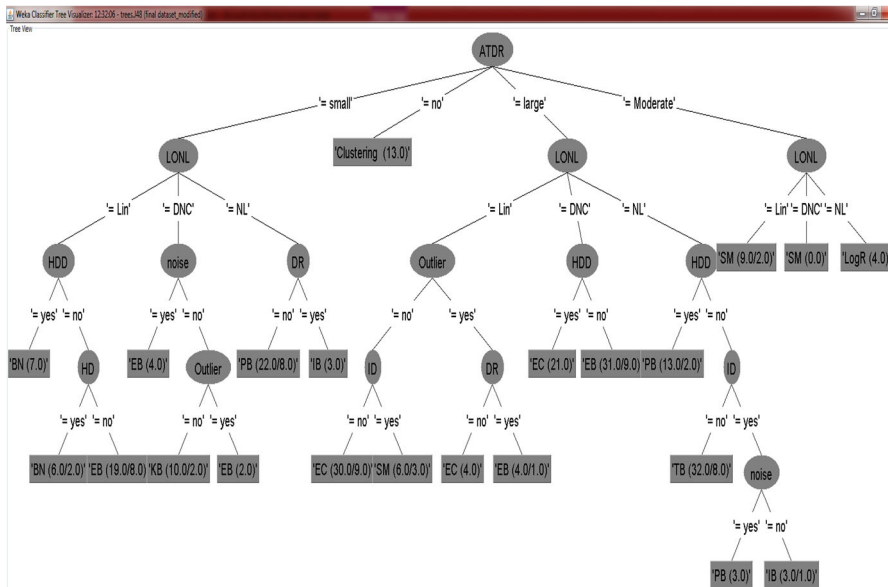 Weka Classifier Tree Visualizer: 12:32:06 - trees.J48 (final dataset_modified)
Tree View
ATDR
'= small' '= no' '= large' '= Moderate'
'Clustering (13.0)'
LONL LONL LONL
'= Lin' '= DNC' '= NL' '= Lin' '= DNC' '= NL' '= Lin' '= DNC' '= NL'
HDD noise DR Outlier HDD HDD 'SM (9.0/2.0)' 'SM (0.0)' 'LogR (4.0)'
'= yes' '= no' '= yes' '= no' '= no' '= yes' '= no' '= yes' '= yes' '= no' '= yes' '= no'
'BN (7.0)' HD 'EB (4.0)' Outlier 'PB (22.0/8.0)' 'IB (3.0)' ID DR 'EC (21.0)' 'EB (31.0/9.0)' 'PB (13.0/2.0)' ID
'= yes' '= no' '= no' '= yes' '= no' '= yes' '= no' '= yes' '= no' '= yes'
'BN (6.0/2.0)' 'EB (19.0/8.0)' 'KB (10.0/2.0)' 'EB (2.0)' 'EC (30.0/9.0)' 'SM (6.0/3.0)' 'EC (4.0)' 'EB (4.0/1.0)' 'TB (32.0/8.0)' noise
'= yes' '= no'
'PB (3.0)' 'IB (3.0/1.0)'